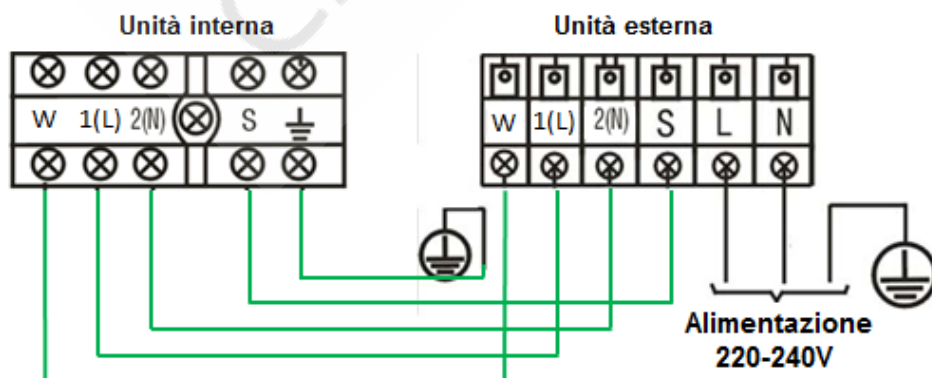 Unità interna
Unità esterna
W 1(L) 2(N) S
W 1(L) 2(N) S L N
Alimentazione
220-240V